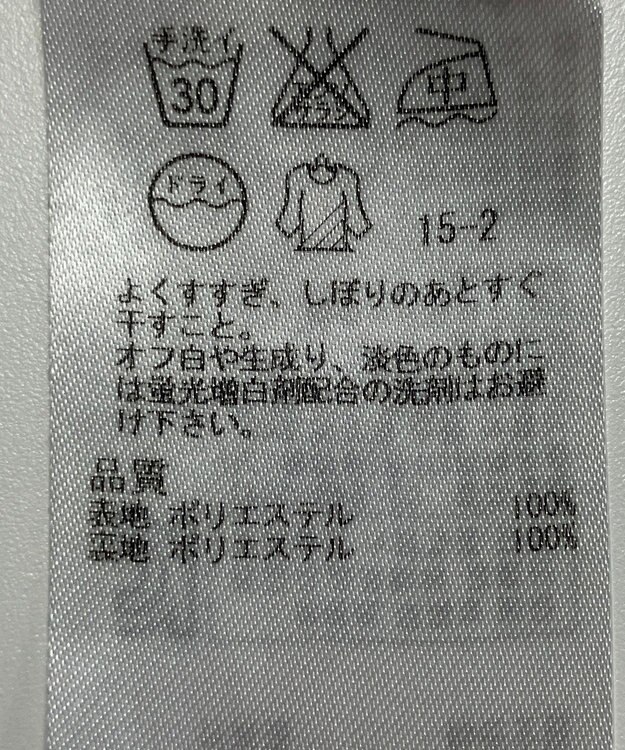 手洗イ
30
エンソ
サラシ
中
ドライ
15-2
よくすすぎ、しぼりのあとすぐ
干すこと。
オフ白や生成り、淡色のものに
は蛍光増白剤配合の洗剤はお避
け下さい。
品質
表地 ポリエステル 100%
裏地 ポリエステル 100%